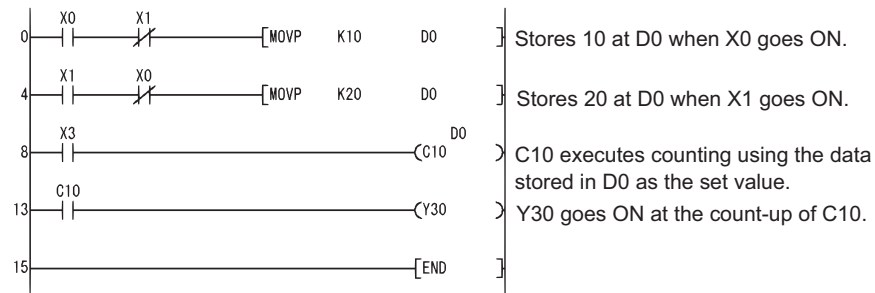 X0 X1
0 [MOVP K10 D0 ] Stores 10 at D0 when X0 goes ON.
X1 X0
4 [MOVP K20 D0 ] Stores 20 at D0 when X1 goes ON.
X3 D0
8 (C10 ) C10 executes counting using the data
stored in D0 as the set value.
C10
13 (Y30 ) Y30 goes ON at the count-up of C10.
15 [END ]